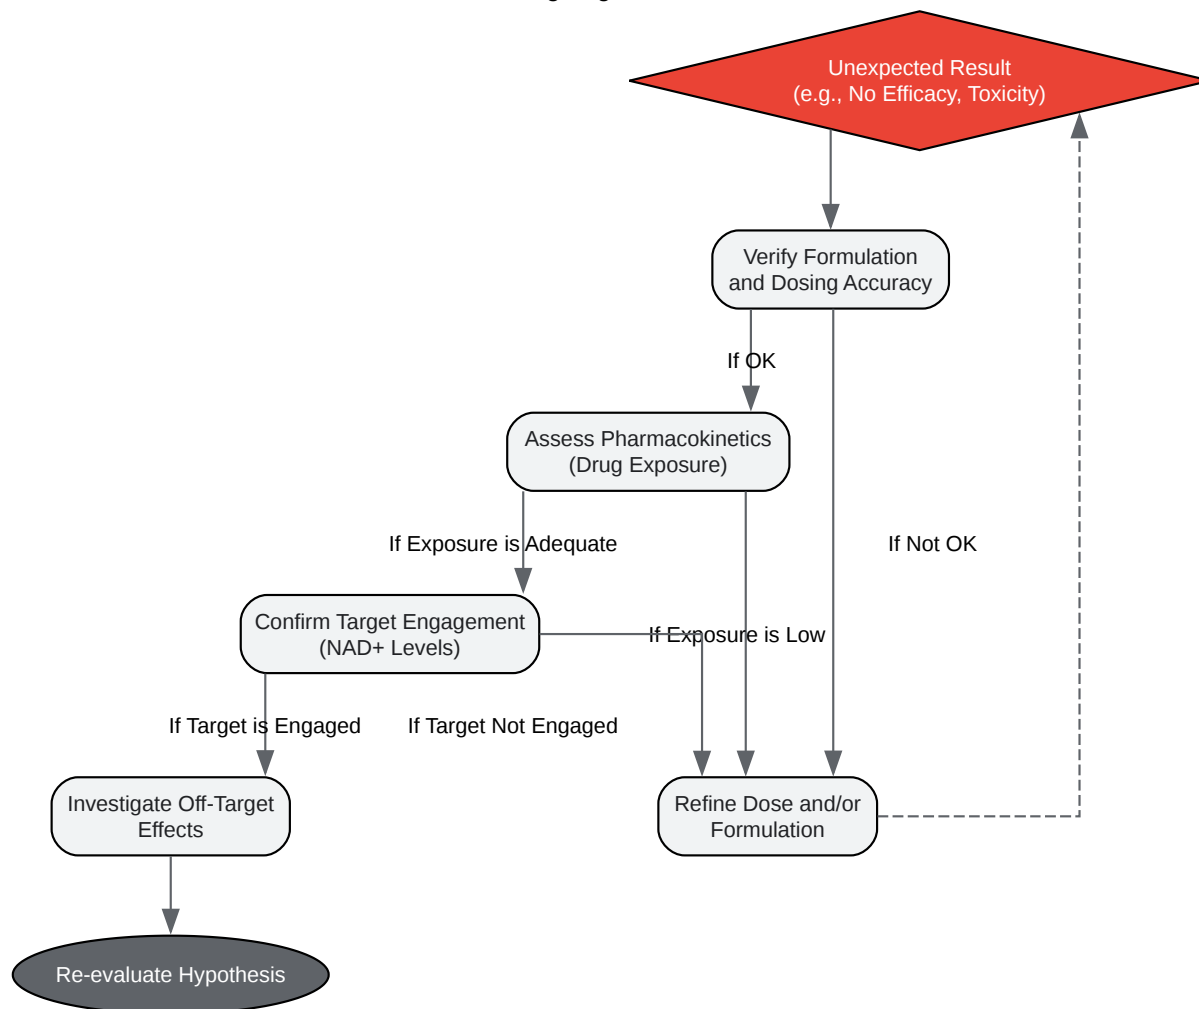 Unexpected Result
(e.g., No Efficacy, Toxicity)
Verify Formulation
and Dosing Accuracy
If OK
Assess Pharmacokinetics
(Drug Exposure)
If Exposure is Adequate
If Not OK
Confirm Target Engagement
(NAD+ Levels)
If Exposure is Low
If Target is Engaged
If Target Not Engaged
Investigate Off-Target
Effects
Refine Dose and/or
Formulation
Re-evaluate Hypothesis